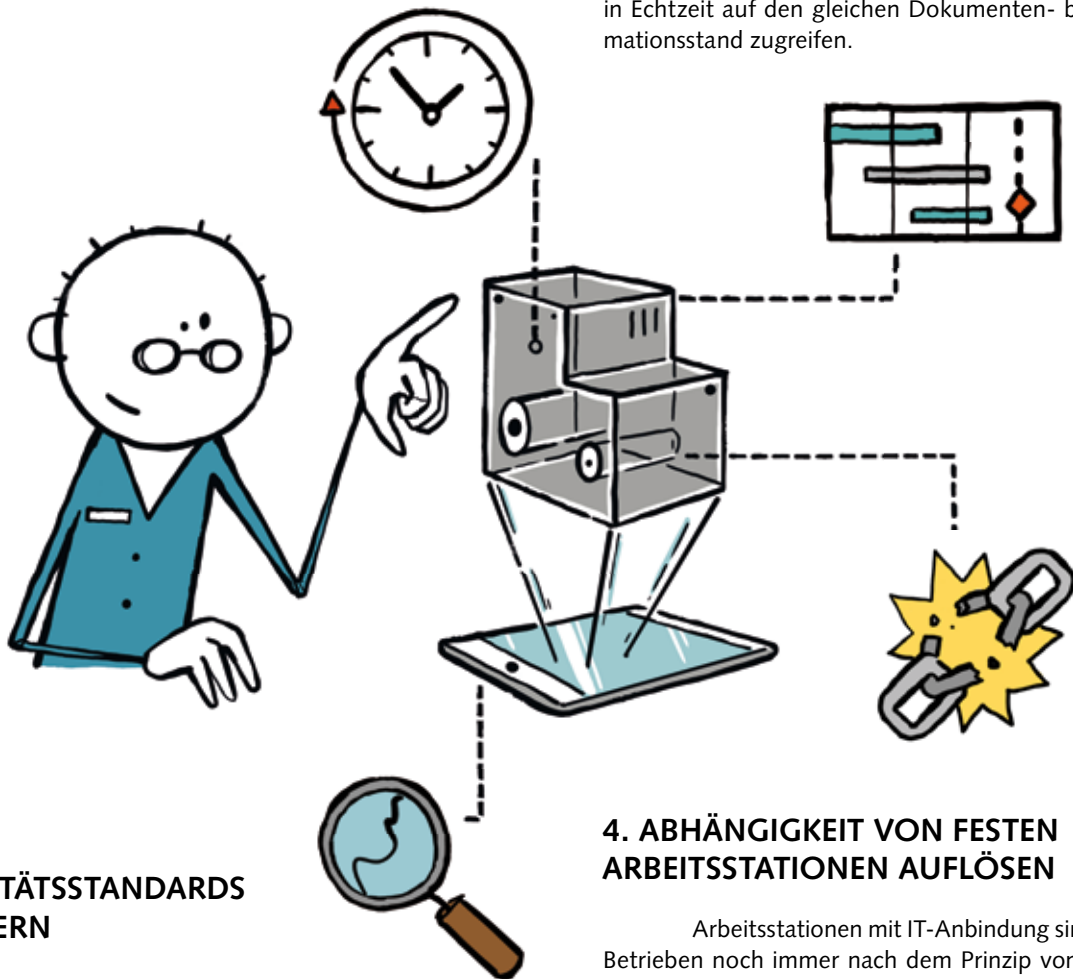 in Echtzeit auf den gleichen Dokumenten- b
mationsstand zugreifen.
TÄTSSTANDARDS
ERN
4. ABHÄNGIGKEIT VON FESTEN
ARBEITSSTATIONEN AUFLÖSEN
Arbeitsstationen mit IT-Anbindung sin
Betrieben noch immer nach dem Prinzip von